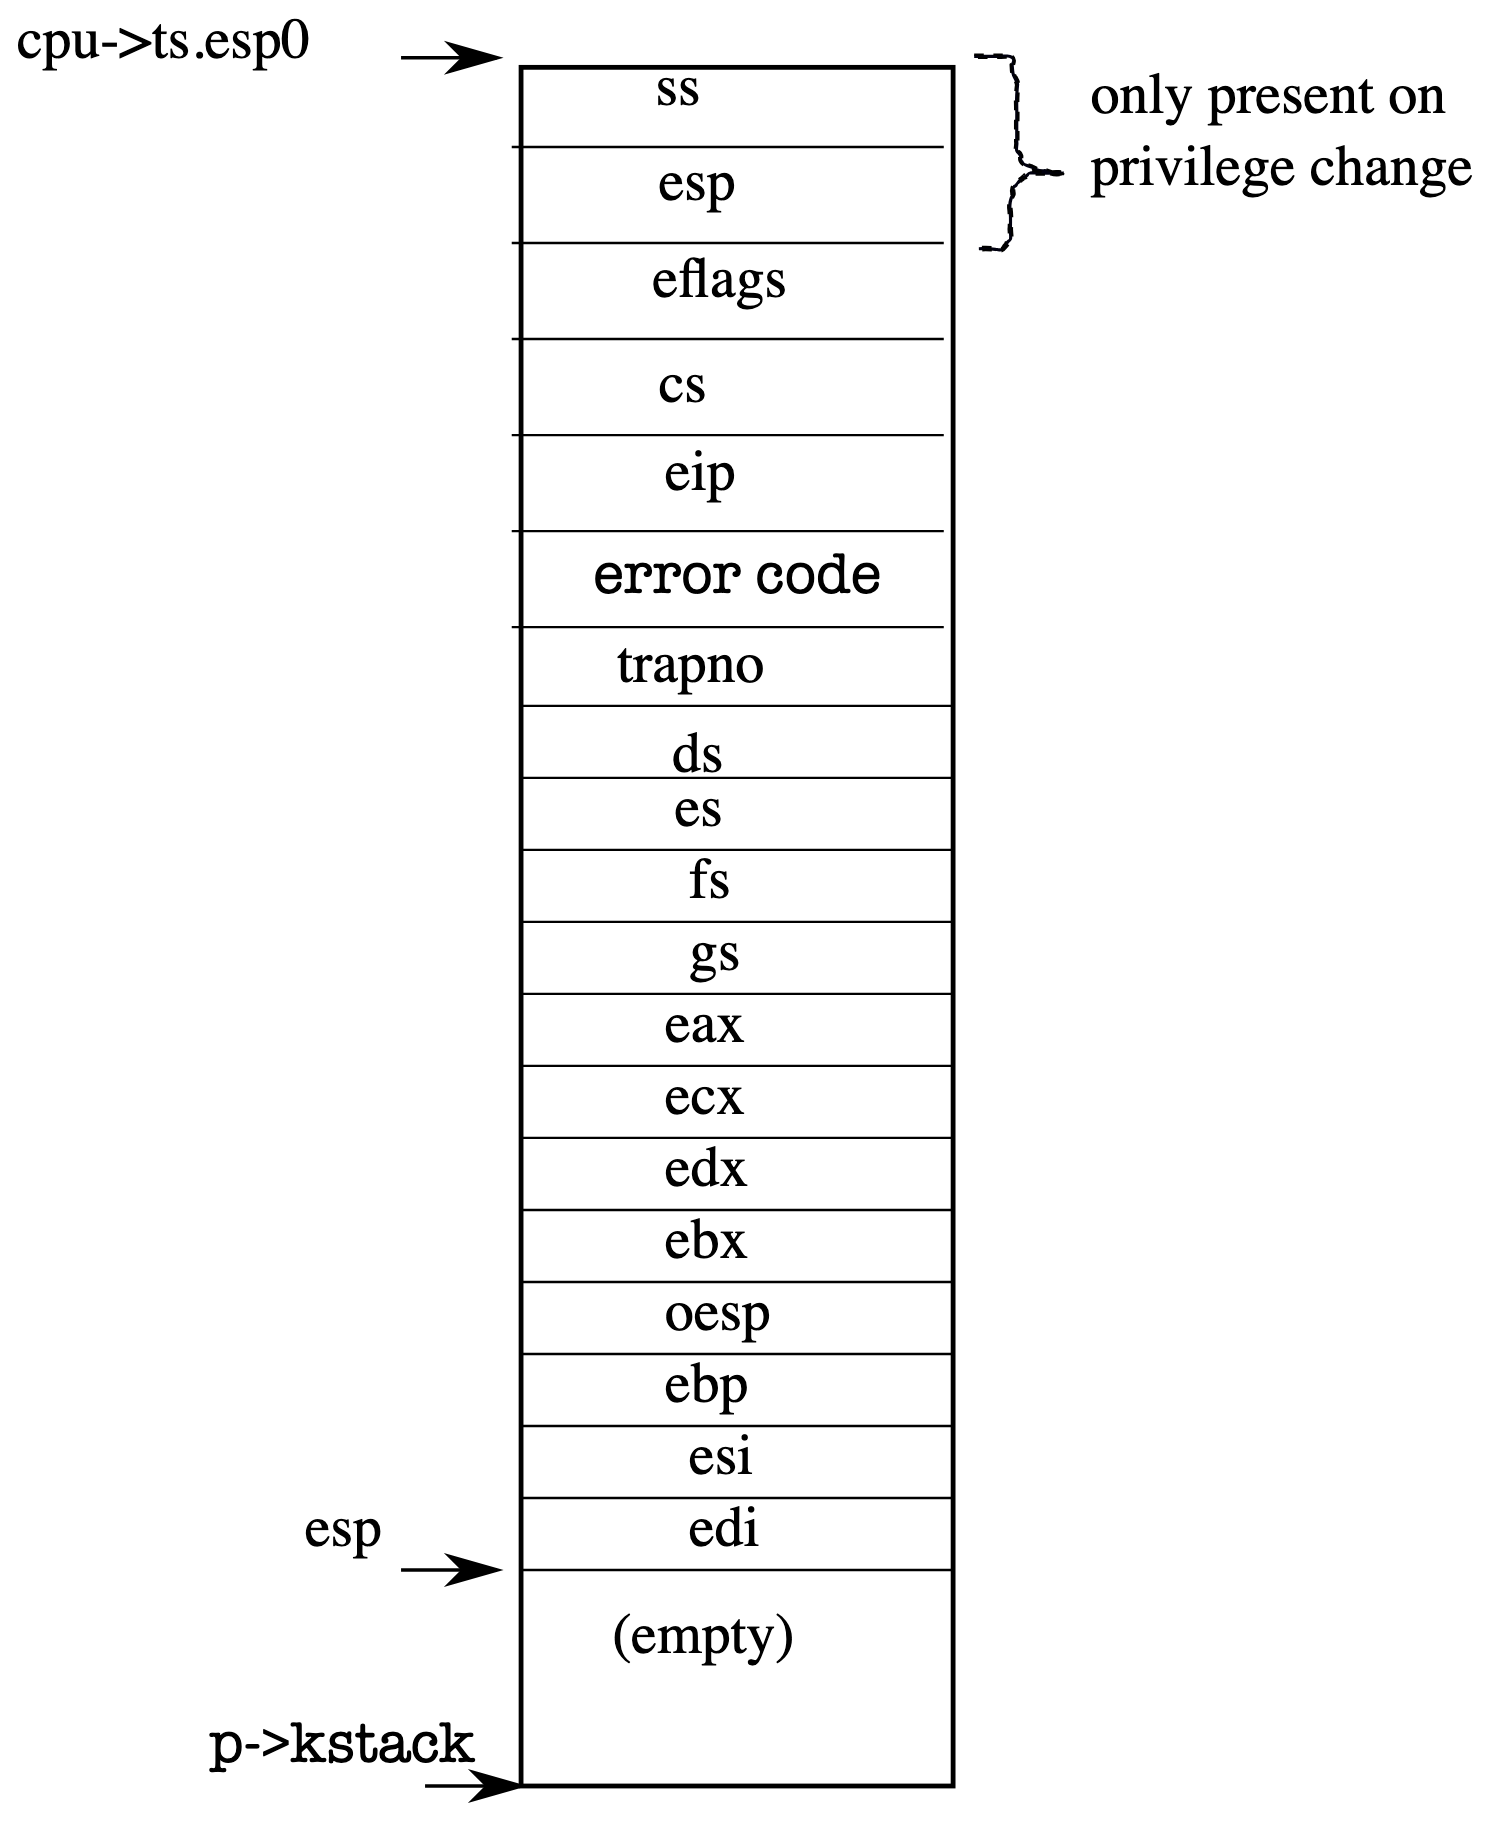 cpu->ts.esp0
ss
only present on
privilege change
esp
eflags
cs
eip
error code
trapno
ds
es
fs
gs
eax
ecx
edx
ebx
oesp
ebp
esi
esp
edi
(empty)
p->kstack